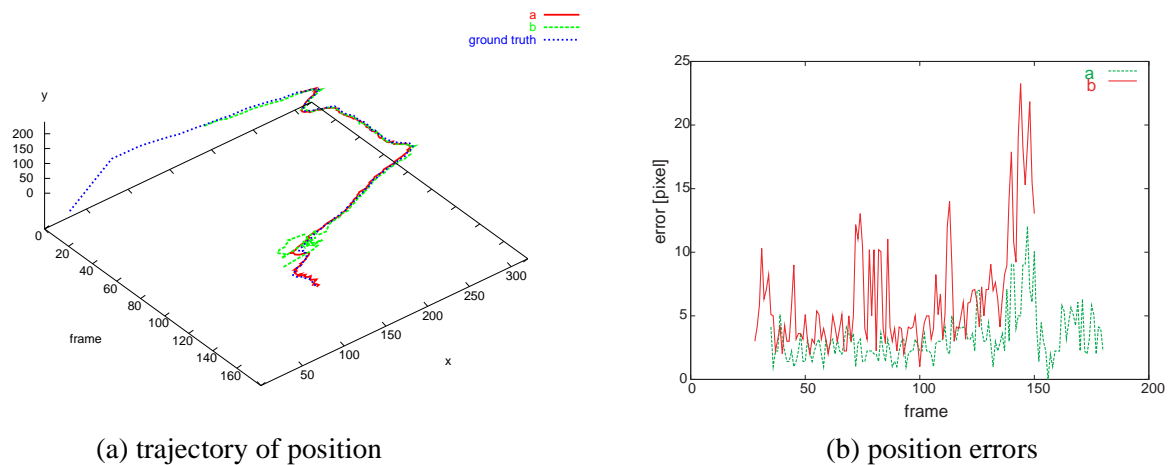 a
b
ground truth
y
200
150
100
50
0
0
20
40
60
80
100
120
140
160
frame
50
100
150
200
250
300
x
(a) trajectory of position
25
20
15
10
5
0
error [pixel]
a
b
0
50
100
150
200
frame
(b) position errors